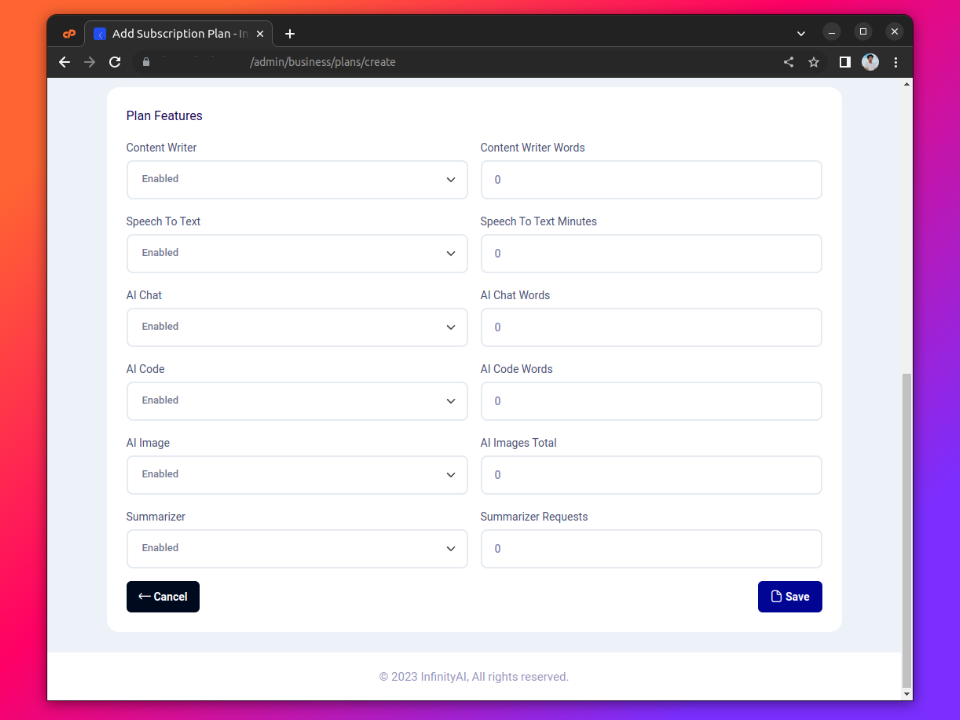 Add Subscription Plan - In
/admin/business/plans/create
Plan Features
Content Writer
Content Writer Words
Enabled
0
Speech To Text
Speech To Text Minutes
Enabled
0
AI Chat
AI Chat Words
Enabled
0
AI Code
AI Code Words
Enabled
0
AI Image
AI Images Total
Enabled
0
Summarizer
Summarizer Requests
Enabled
0
Cancel
Save
© 2023 InfinityAI, All rights reserved.